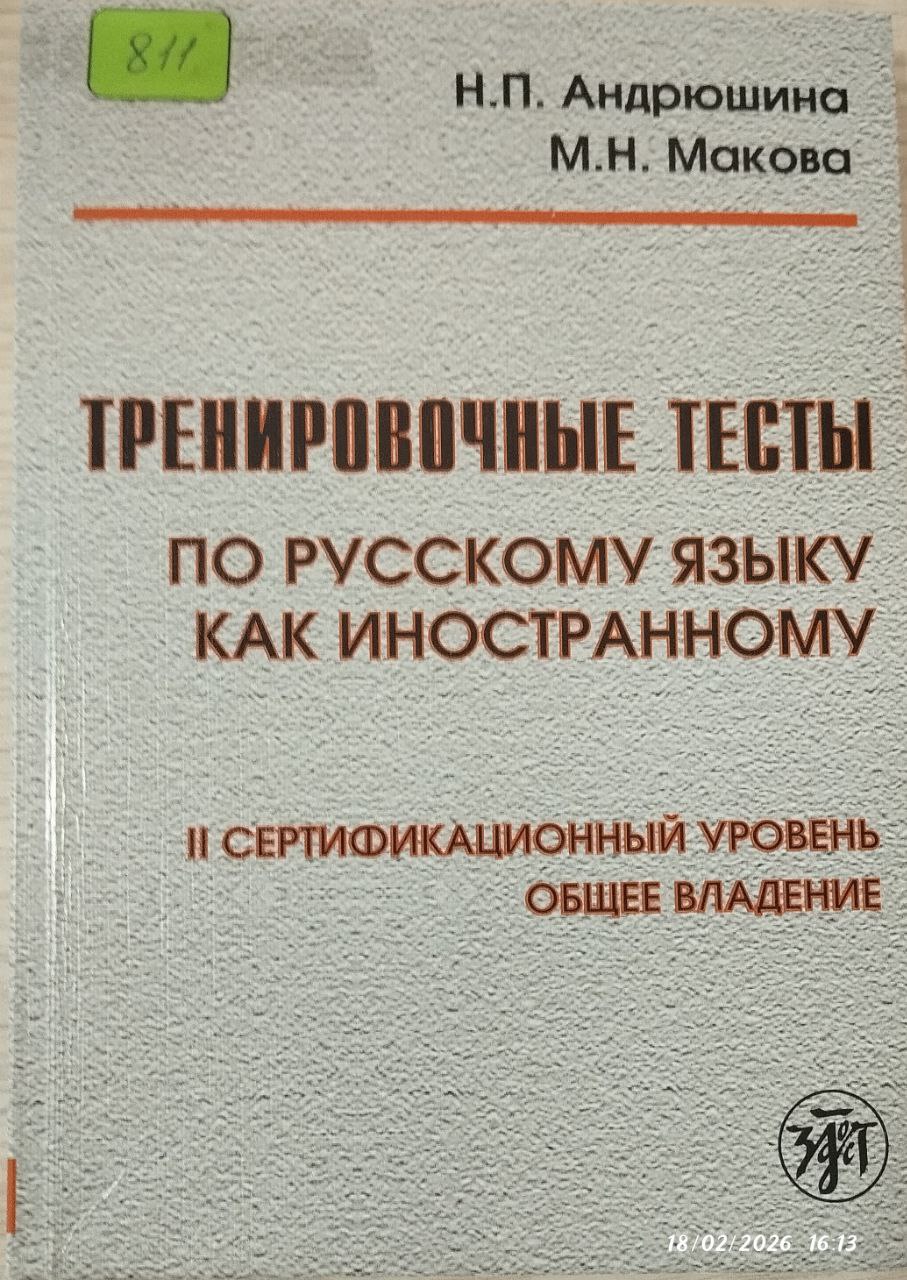 811
Н.П. Андрюшина
М.Н. Макова
ТРЕНИРОВОЧНЫЕ ТЕСТЫ
ПО РУССКОМУ ЯЗЫКУ
КАК ИНОСТРАННОМУ
II СЕРТИФИКАЦИОННЫЙ УРОВЕНЬ
ОБЩЕЕ ВЛАДЕНИЕ
Златоуст
18/02/2026 16:13